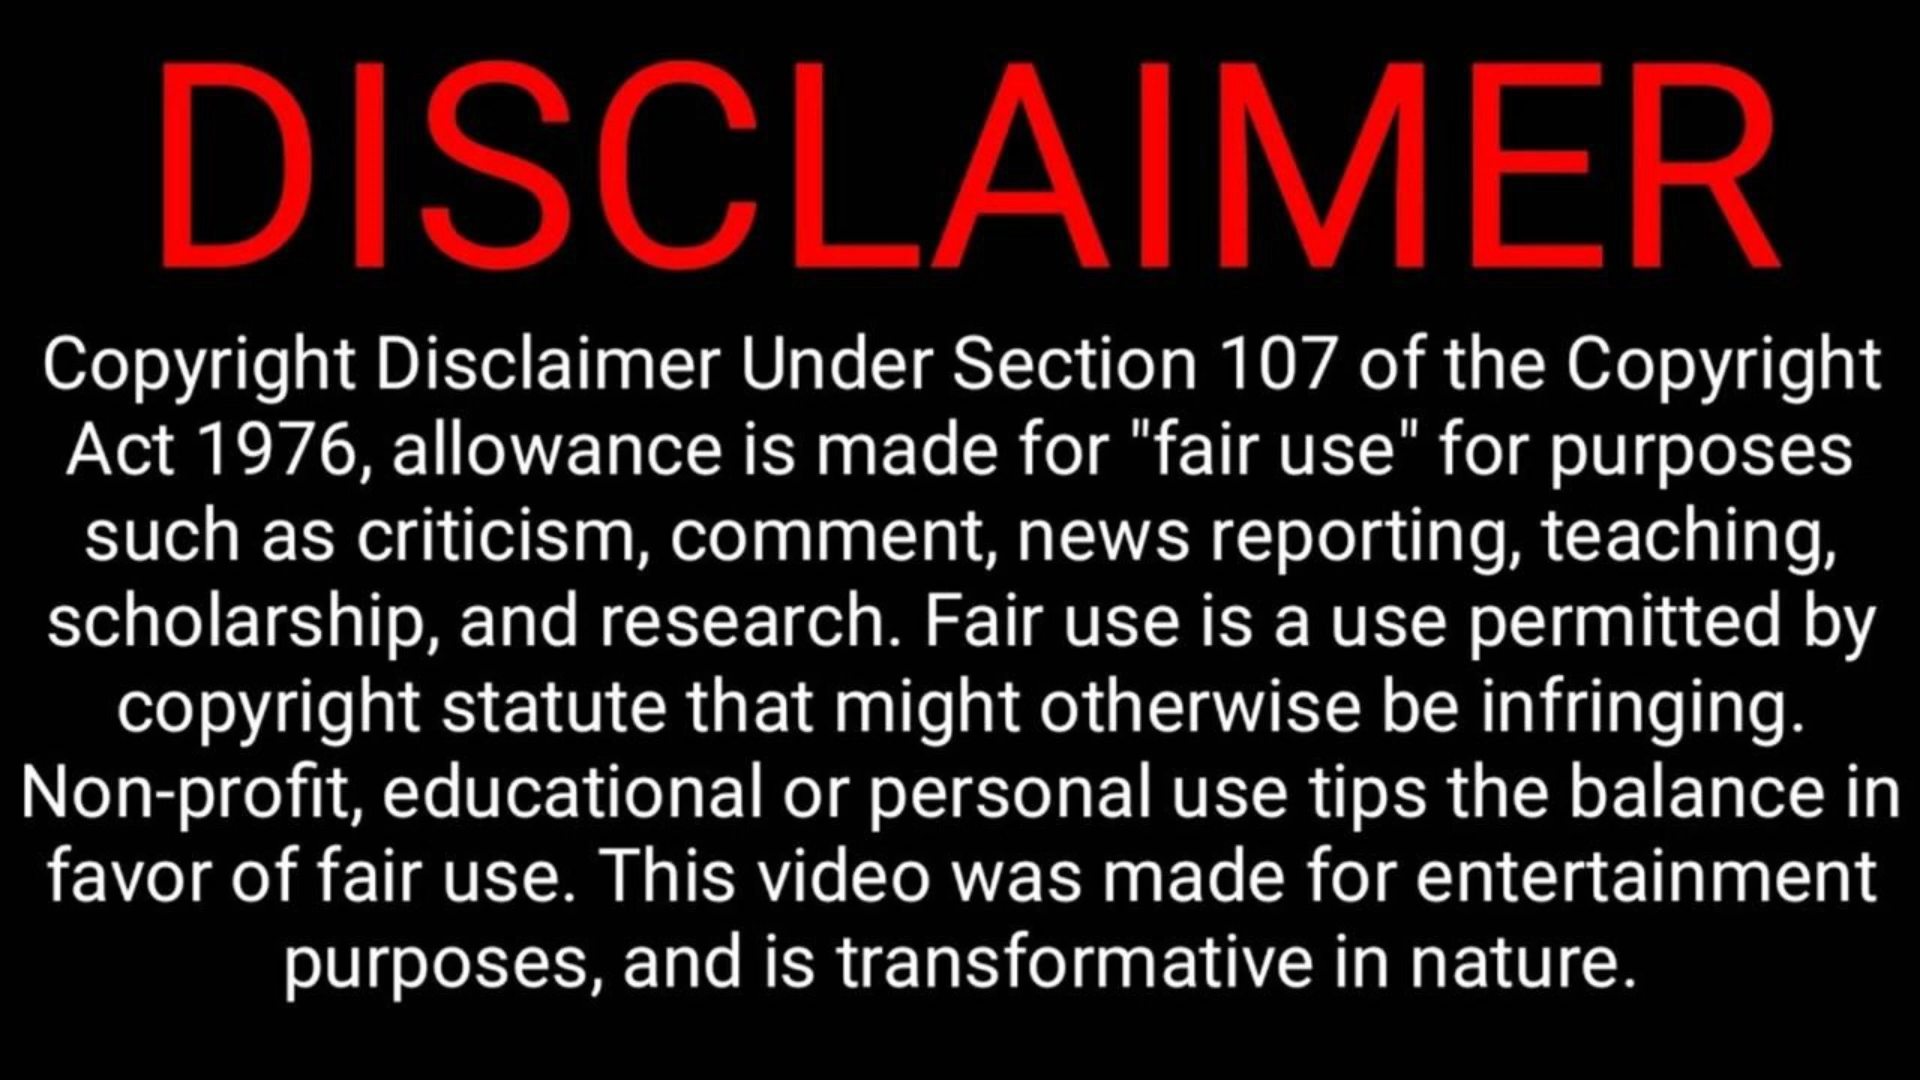 DISCLAIMER
Copyright Disclaimer Under Section 107 of the Copyright
Act 1976, allowance is made for "fair use" for purposes
such as criticism, comment, news reporting, teaching,
scholarship, and research. Fair use is a use permitted by
copyright statute that might otherwise be infringing.
Non-profit, educational or personal use tips the balance in
favor of fair use. This video was made for entertainment
purposes, and is transformative in nature.